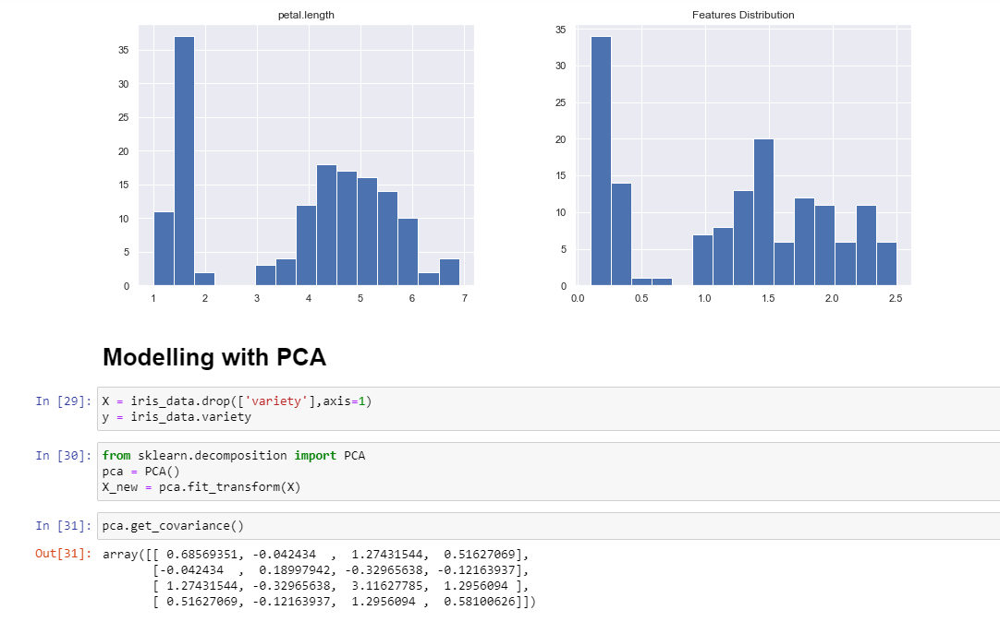 petal.length
35
30
25
20
15
10
5
0
1 2 3 4 5 6 7
Features Distribution
35
30
25
20
15
10
5
0
0.0 0.5 1.0 1.5 2.0 2.5
Modelling with PCA
In [29]: X = iris_data.drop(['variety'],axis=1)
y = iris_data.variety
In [30]: from sklearn.decomposition import PCA
pca = PCA()
X_new = pca.fit_transform(X)
In [31]: pca.get_covariance()
Out[31]: array([[ 0.68569351, -0.042434  ,  1.27431544,  0.51627069],
[-0.042434  ,  0.18997942, -0.32965638, -0.12163937],
[ 1.27431544, -0.32965638,  3.11627785,  1.2956094 ],
[ 0.51627069, -0.12163937,  1.2956094 ,  0.58100626]])